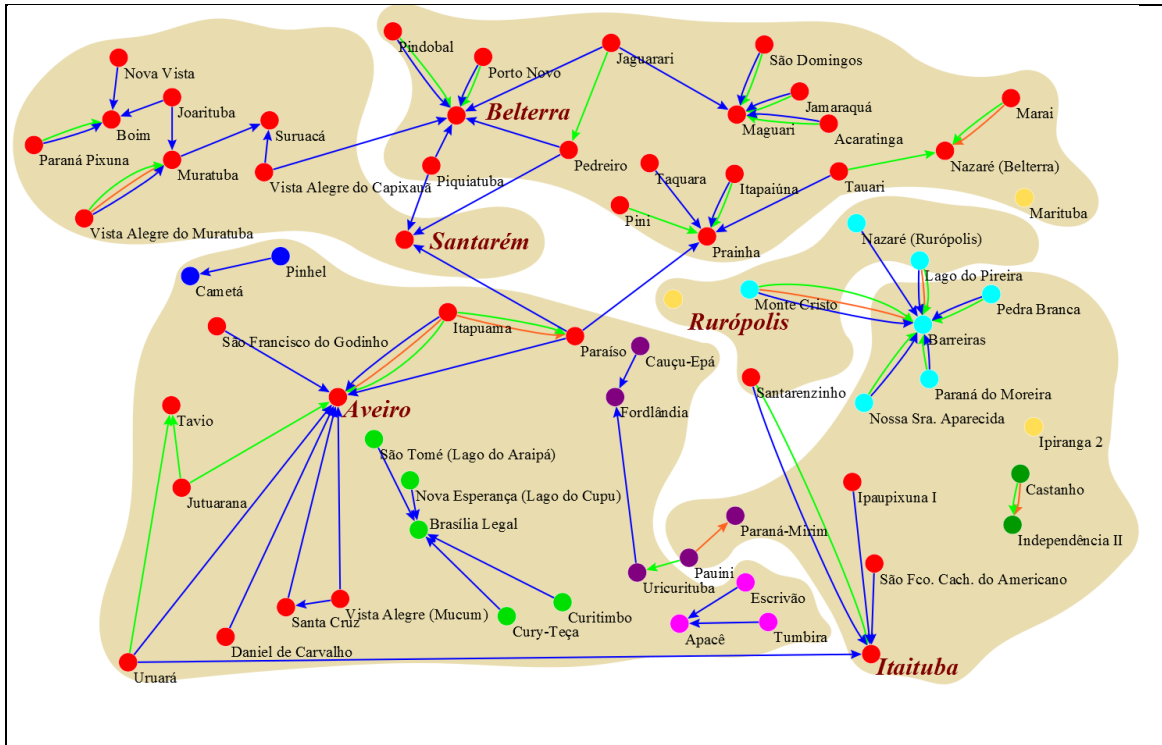 Pindobal
Nova Vista
Porto Novo
Jaguarari
São Domingos
Joarituba
Belterra
Jamaraquá
Marai
Boim
Suruacá
Maguari
Acaratinga
Paraná Pixuna
Muratuba
Pedreiro
Nazaré (Belterra)
Vista Alegre do Capixauã
Piquiatuba
Taquara
Itapaiúna
Tauari
Marituba
Vista Alegre do Muratuba
Pini
Santarém
Prainha
Nazaré (Rurópolis)
Pinhel
Lago do Pireira
Cametá
Monte Cristo
Pedra Branca
Rurópolis
Itapuama
São Francisco do Godinho
Paraíso
Barreiras
Cauçu-Epá
Santarenzinho
Paraná do Moreira
Aveiro
Fordlândia
Tavio
Nossa Sra. Aparecida
Ipiranga 2
São Tomé (Lago do Araipá)
Castanho
Nova Esperança (Lago do Cupu)
Ipaupixuna I
Jutuarana
Brasília Legal
Paraná-Mirim
Independência II
Pauini
São Fco. Cach. do Americano
Uricurituba
Escrivão
Vista Alegre (Mucum)
Santa Cruz
Curitimbo
Cury-Teça
Apacê
Tumbira
Daniel de Carvalho
Uruará
Itaituba